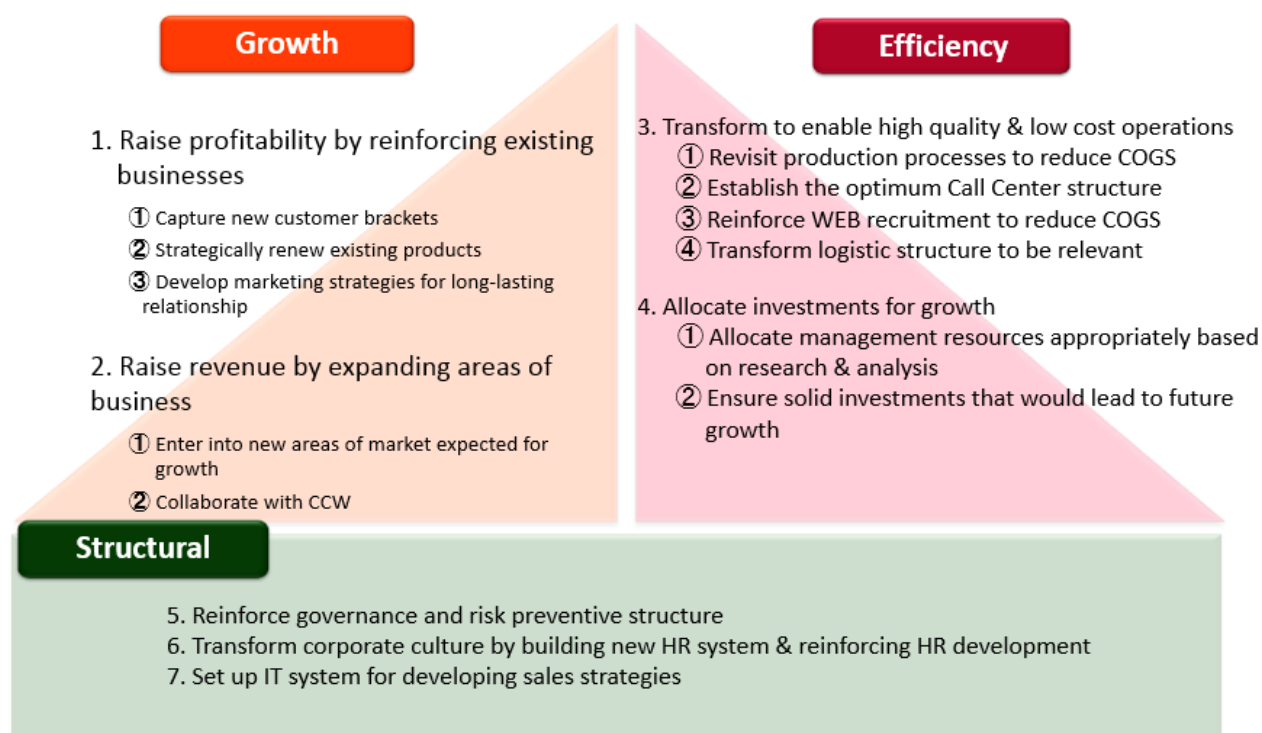 Growth
1. Raise profitability by reinforcing existing
businesses
① Capture new customer brackets
② Strategically renew existing products
③ Develop marketing strategies for long-lasting
relationship
2. Raise revenue by expanding areas of
business
① Enter into new areas of market expected for
growth
② Collaborate with CCW
Efficiency
3. Transform to enable high quality & low cost operations
① Revisit production processes to reduce COGS
② Establish the optimum Call Center structure
③ Reinforce WEB recruitment to reduce COGS
④ Transform logistic structure to be relevant
4. Allocate investments for growth
① Allocate management resources appropriately based
on research & analysis
② Ensure solid investments that would lead to future
growth
Structural
5. Reinforce governance and risk preventive structure
6. Transform corporate culture by building new HR system & reinforcing HR development
7. Set up IT system for developing sales strategies